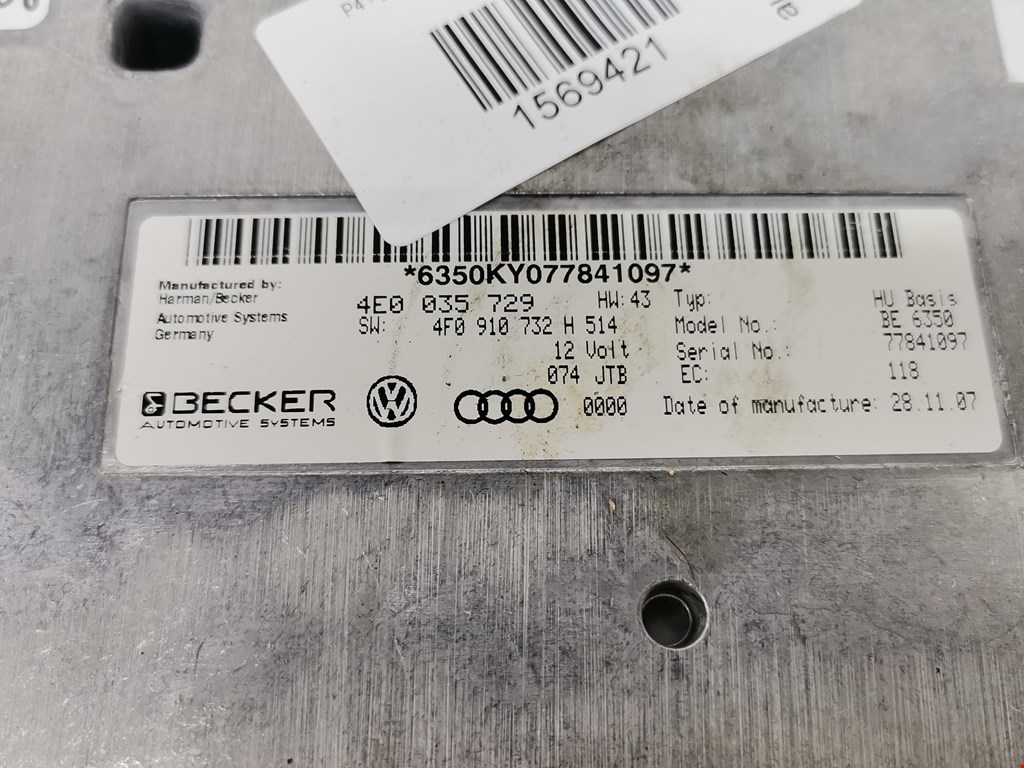 1569421
*6350KY077841097*
Manufactured by:
Harman/Becker
Automotive Systems
Germany
4E0 035 729 HW: 43
SW: 4F0 910 732 H 514
12 Volt
074 JTB
0000
Typ: HU Basis
Model No.: BE 6350
Serial No.: 77841097
EC: 118
Date of manufacture: 28.11.07
BECKER
AUTOMOTIVE SYSTEMS